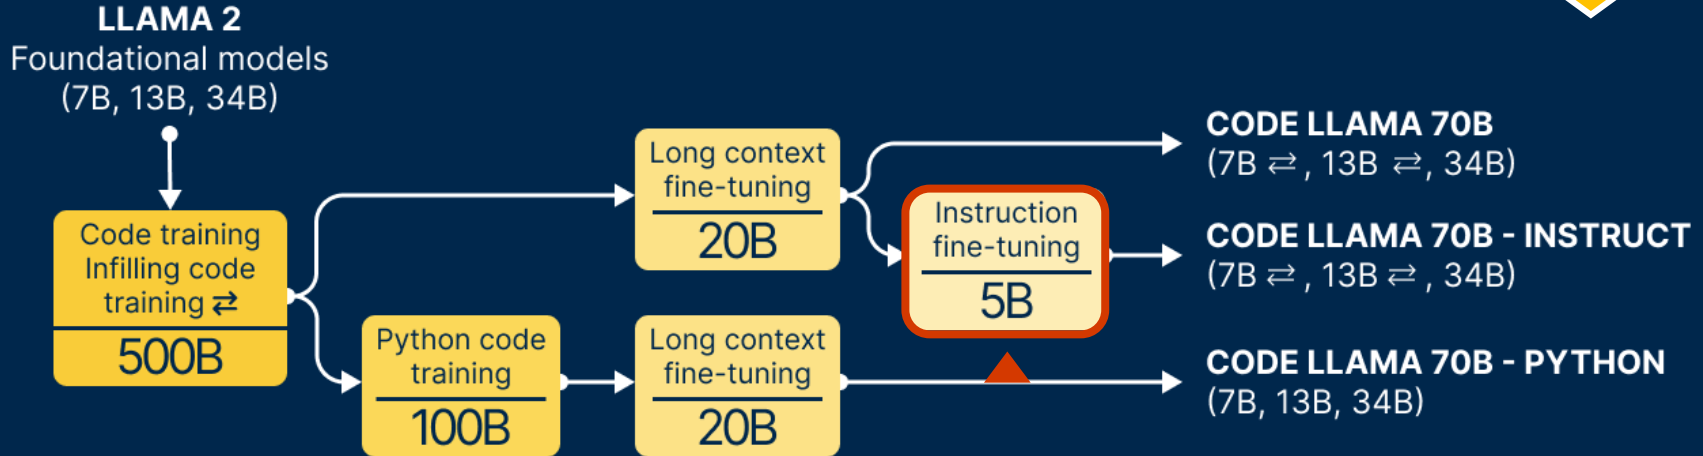 LLAMA 2
Foundational models
(7B, 13B, 34B)
Code training
Infilling code
training ⇄
500B
Python code
training
100B
Long context
fine-tuning
20B
Long context
fine-tuning
20B
Instruction
fine-tuning
5B
CODE LLAMA 70B
(7B ⇄ , 13B ⇄, 34B)
CODE LLAMA 70B - INSTRUCT
(7B ⇄ , 13B ⇄ , 34B)
CODE LLAMA 70B - PYTHON
(7B, 13B, 34B)